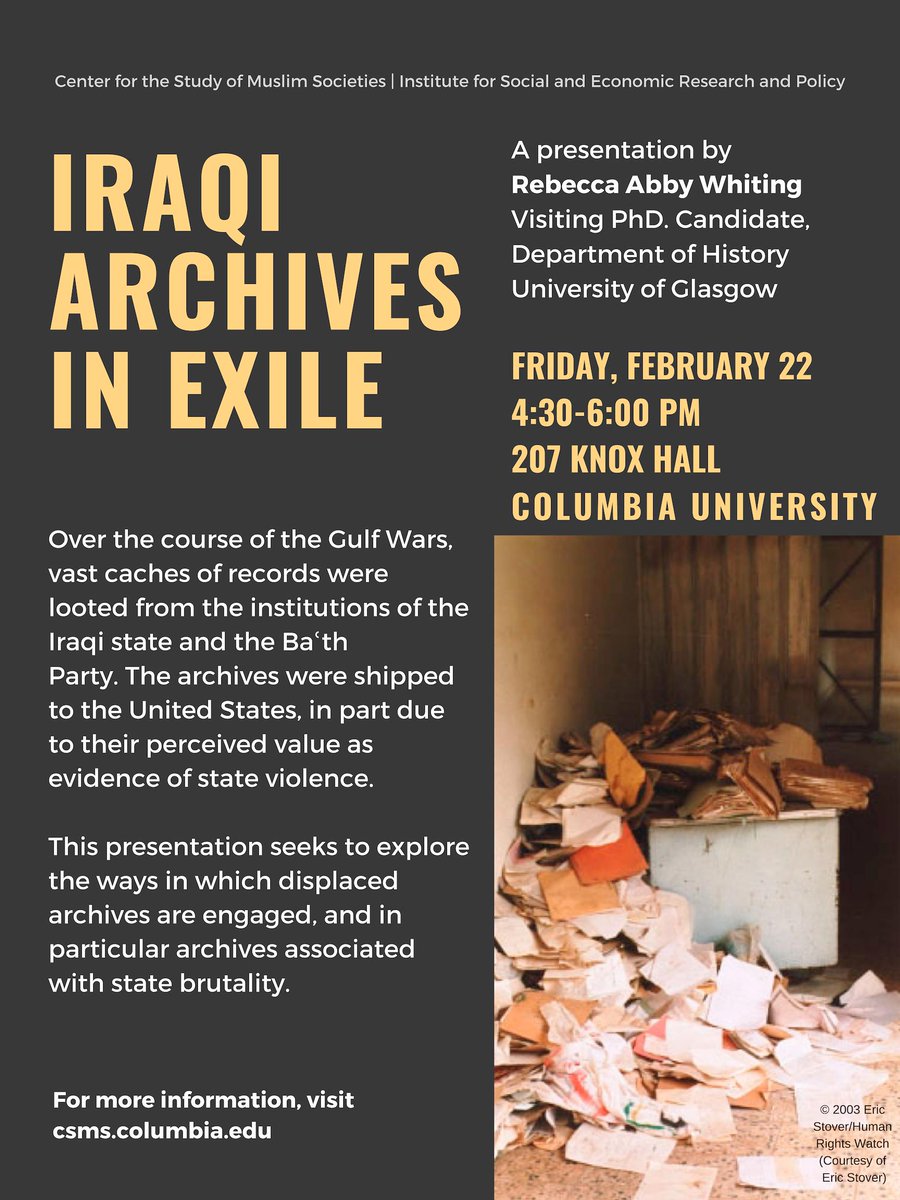 Center for the Study of Muslim Societies | Institute for Social and Economic Research and Policy
IRAQI
ARCHIVES
IN EXILE
A presentation by
Rebecca Abby Whiting
Visiting PhD. Candidate,
Department of History
University of Glasgow
FRIDAY, FEBRUARY 22
4:30-6:00 PM
207 KNOX HALL
COLUMBIA UNIVERSITY
Over the course of the Gulf Wars,
vast caches of records were
looted from the institutions of the
Iraqi state and the Baʿth
Party. The archives were shipped
to the United States, in part due
to their perceived value as
evidence of state violence.
This presentation seeks to explore
the ways in which displaced
archives are engaged, and in
particular archives associated
with state brutality.
For more information, visit
csms.columbia.edu
© 2003 Eric
Stover/Human
Rights Watch
(Courtesy of
Eric Stover)